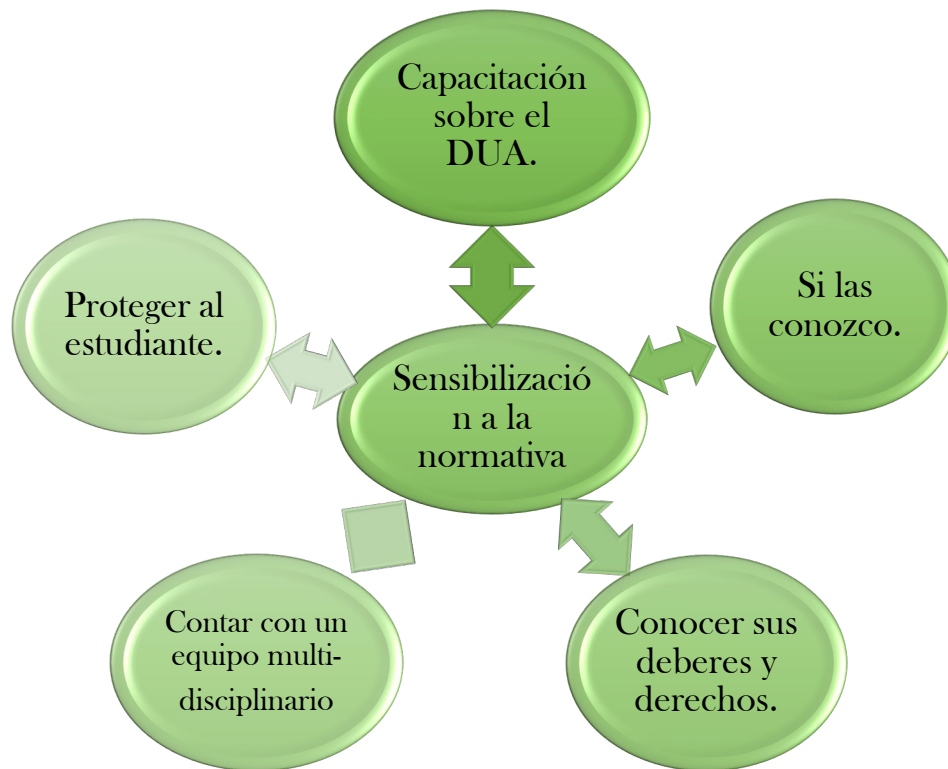 Capacitación
sobre el
DUA.
Si las
conozco.
Proteger al
estudiante.
Sensibilizació
n a la
normativa
Contar con un
equipo multi-
disciplinario
Conocer sus
deberes y
derechos.